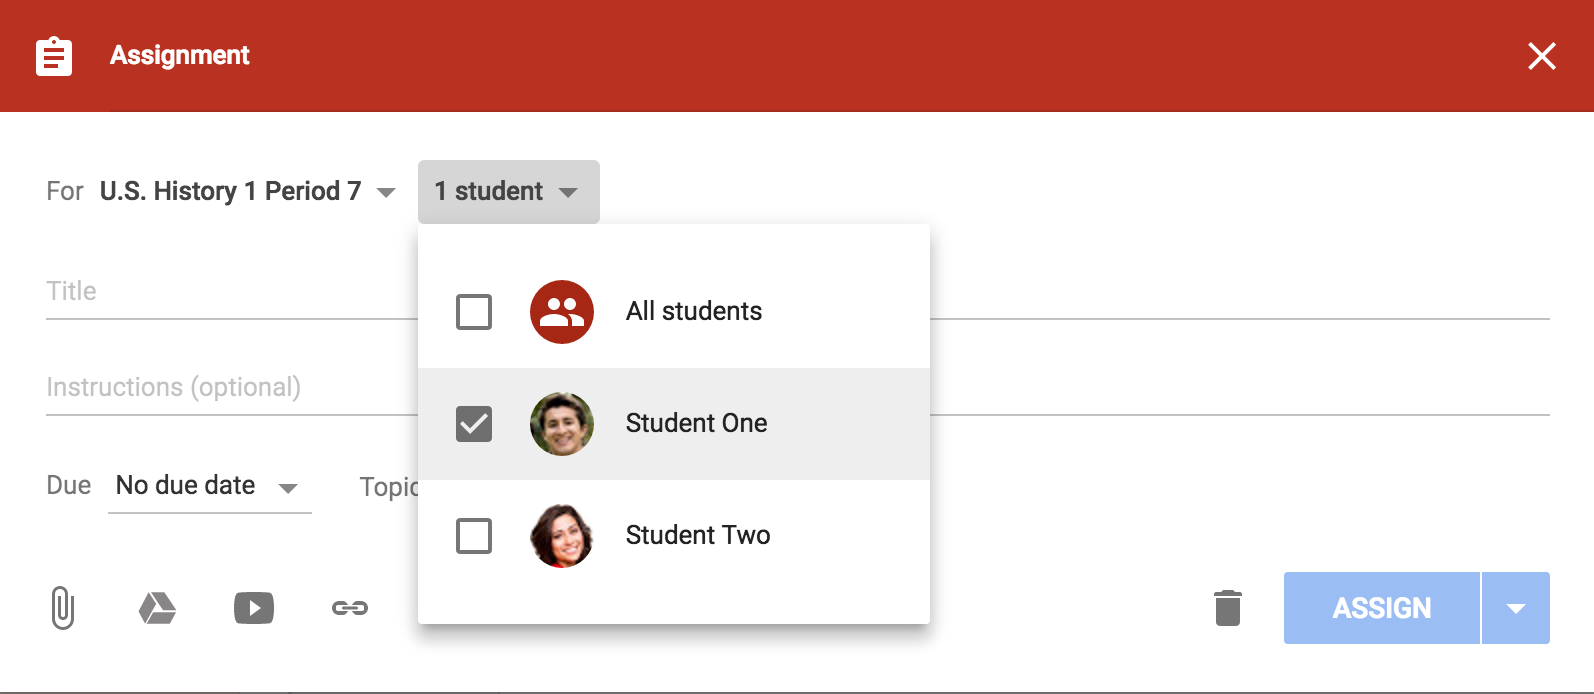 Assignment
For U.S. History 1 Period 7 1 student
Title
All students
Instructions (optional)
Student One
Due No due date Topic
Student Two
ASSIGN